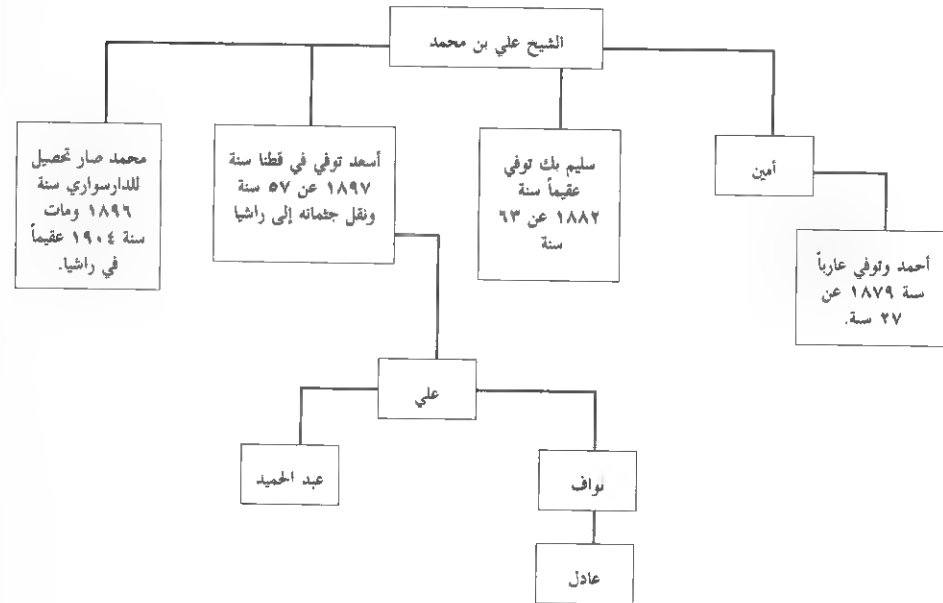 الشيخ علي بن محمد
أمين
سليم بك توفي
عقيماً سنة
١٨٨٢ عن ٦٣
سنة
أسعد توفي في قطنا سنة
١٨٩٧ عن ٥٧ سنة
ونقل جثمانه إلى راشيا
محمد صار تحصيل
للدارسواري سنة
١٨٩٦ ومات
سنة ١٩٠٤ عقيماً
في راشيا.
أحمد وتوفي عازباً
سنة ١٨٧٩ عن
٢٧ سنة.
علي
نواف
عبد الحميد
عادل